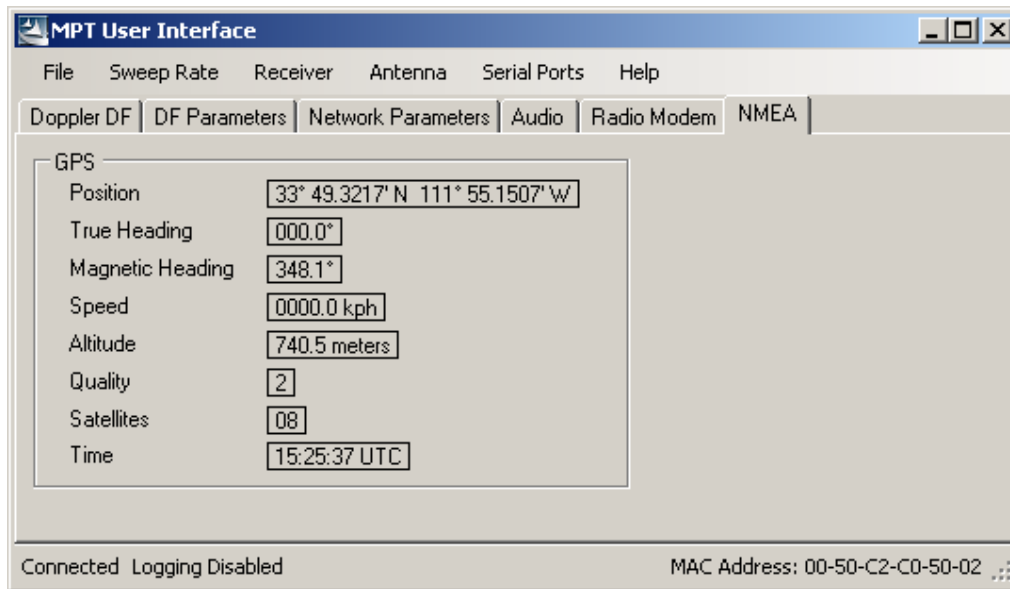 MPT User Interface
File Sweep Rate Receiver Antenna Serial Ports Help
Doppler DF DF Parameters Network Parameters Audio Radio Modem NMEA
GPS
Position 33° 49.3217' N 111° 55.1507' W
True Heading 000.0°
Magnetic Heading 348.1°
Speed 0000.0 kph
Altitude 740.5 meters
Quality 2
Satellites 08
Time 15:25:37 UTC
Connected Logging Disabled MAC Address: 00-50-C2-C0-50-02